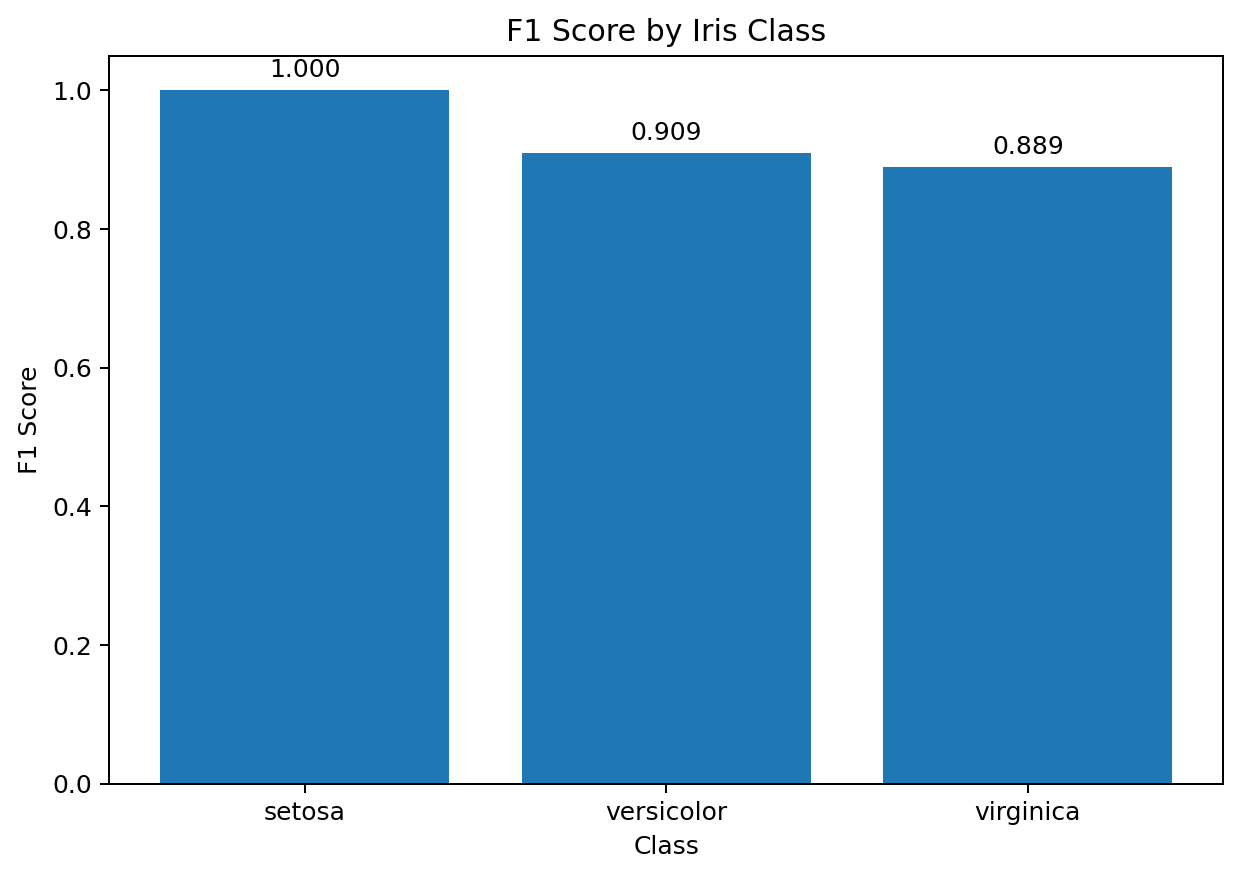 F1 Score by Iris Class
1.000
0.909
0.889
1.0
0.8
0.6
0.4
0.2
0.0
F1 Score
setosa versicolor virginica
Class